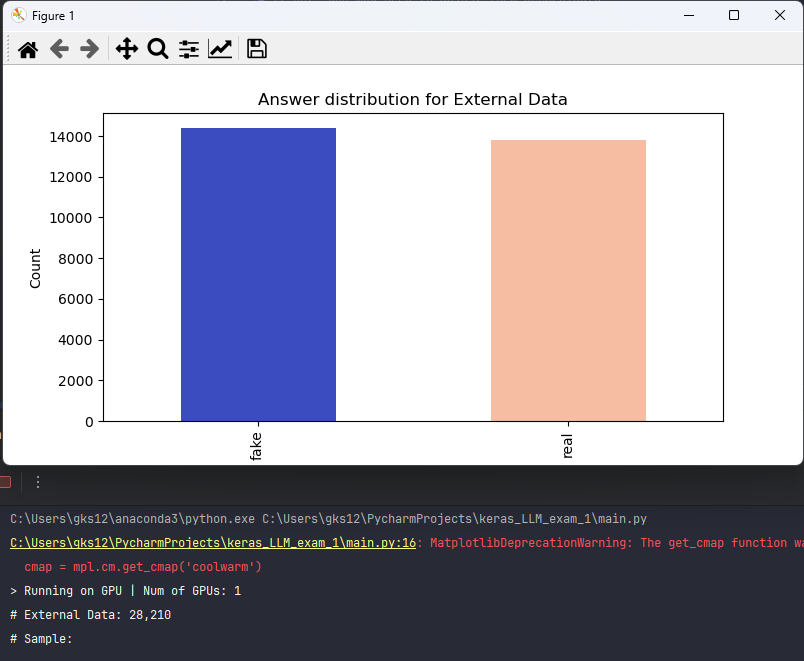 Figure 1
Answer distribution for External Data
14000
12000
10000
8000
6000
4000
2000
0
Count
fake
real
C:\Users\gks12\anaconda3\python.exe C:\Users\gks12\PycharmProjects\keras_LLM_exam_1\main.py
C:\Users\gks12\PycharmProjects\keras_LLM_exam_1\main.py:16: MatplotlibDeprecationWarning: The get_cmap function
cmap = mpl.cm.get_cmap('coolwarm')
> Running on GPU | Num of GPUs: 1
# External Data: 28,210
# Sample: